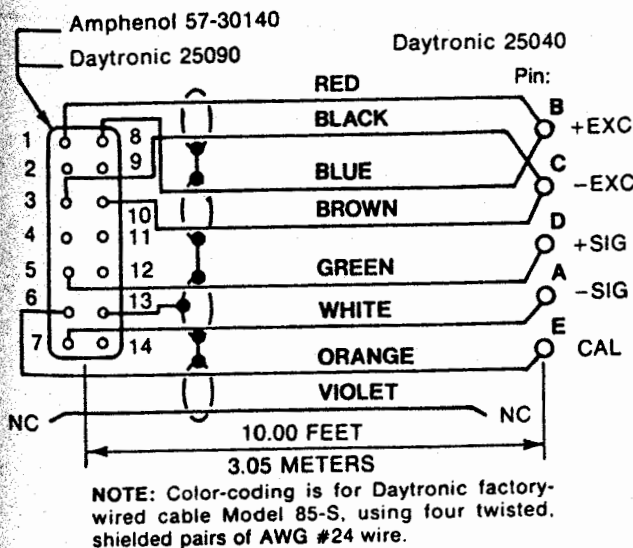 Amphenol 57-30140
Daytronic 25090
Daytronic 25040
Pin:
RED
B
+EXC
BLACK
1
8
2
9
BLUE
C
-EXC
3
10
BROWN
D
+SIG
4
11
5
12
GREEN
A
-SIG
6
13
WHITE
7
14
E
CAL
ORANGE
VIOLET
NC
NC
10.00 FEET
3.05 METERS
NOTE: Color-coding is for Daytronic factory-
wired cable Model 85-S, using four twisted,
shielded pairs of AWG #24 wire.